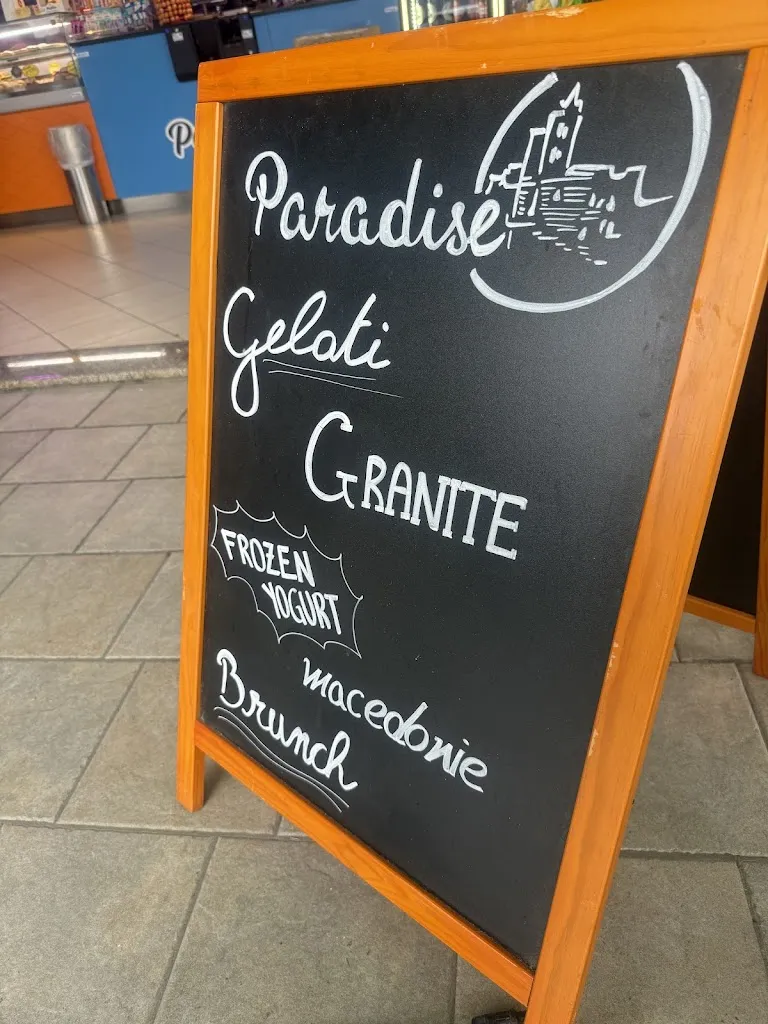 Paradise
Gelati
GRANITE
FROZEN
YOGURT
macedonie
Brunch